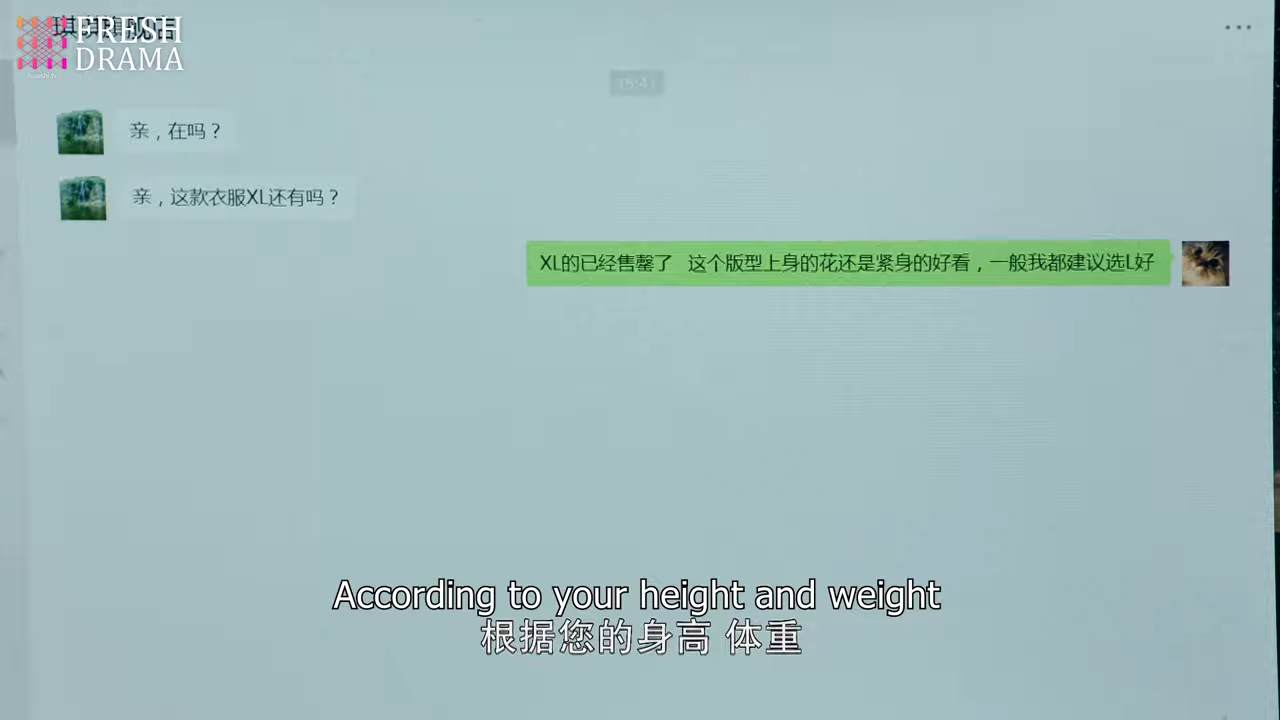 FRESH
DRAMA
15:41
亲，在吗？
亲，这款衣服XL还有吗？
XL的已经售罄了 这个版型上身的花还是紧身的好看，一般我都建议选L好
According to your height and weight
根据您的身高 体重